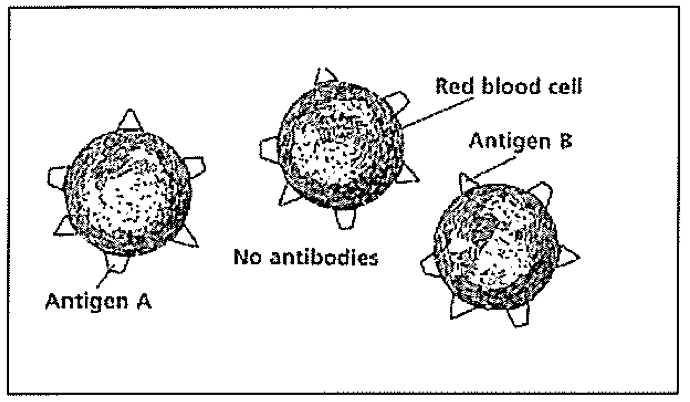 Red blood cell
Antigen B
No antibodies
Antigen A